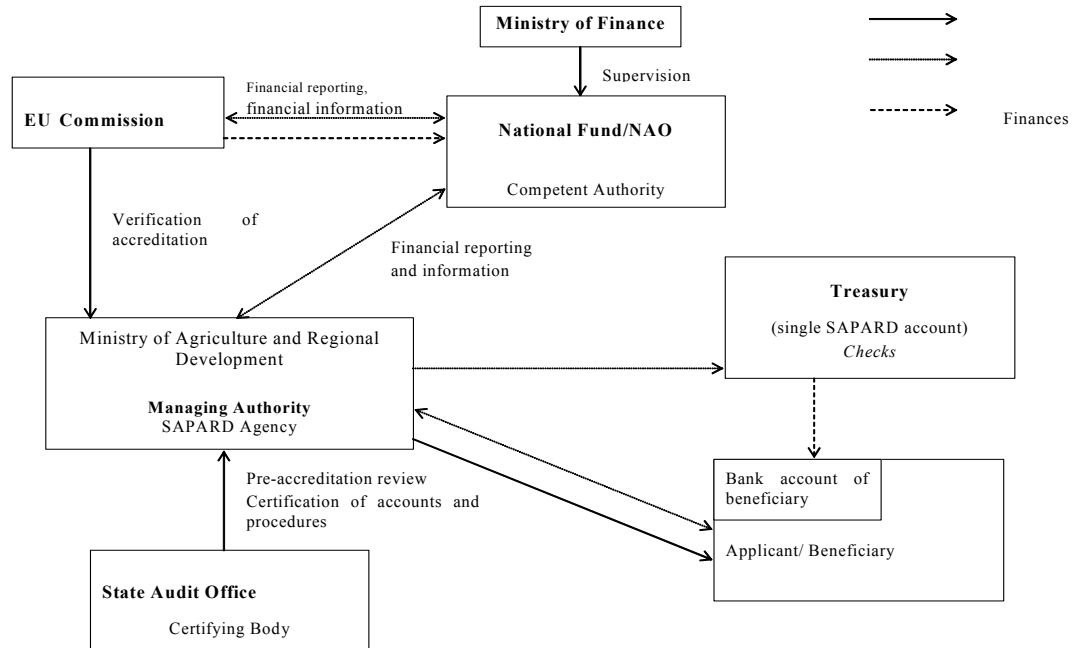 Ministry of Finance
Supervision
Financial reporting,
financial information
EU Commission
National Fund/NAO
Competent Authority
Finances
Verification of
accreditation
Financial reporting
and information
Treasury
(single SAPARD account)
Checks
Ministry of Agriculture and Regional
Development
Managing Authority
SAPARD Agency
Pre-accreditation review
Certification of accounts and
procedures
Bank account of
beneficiary
Applicant/ Beneficiary
State Audit Office
Certifying Body